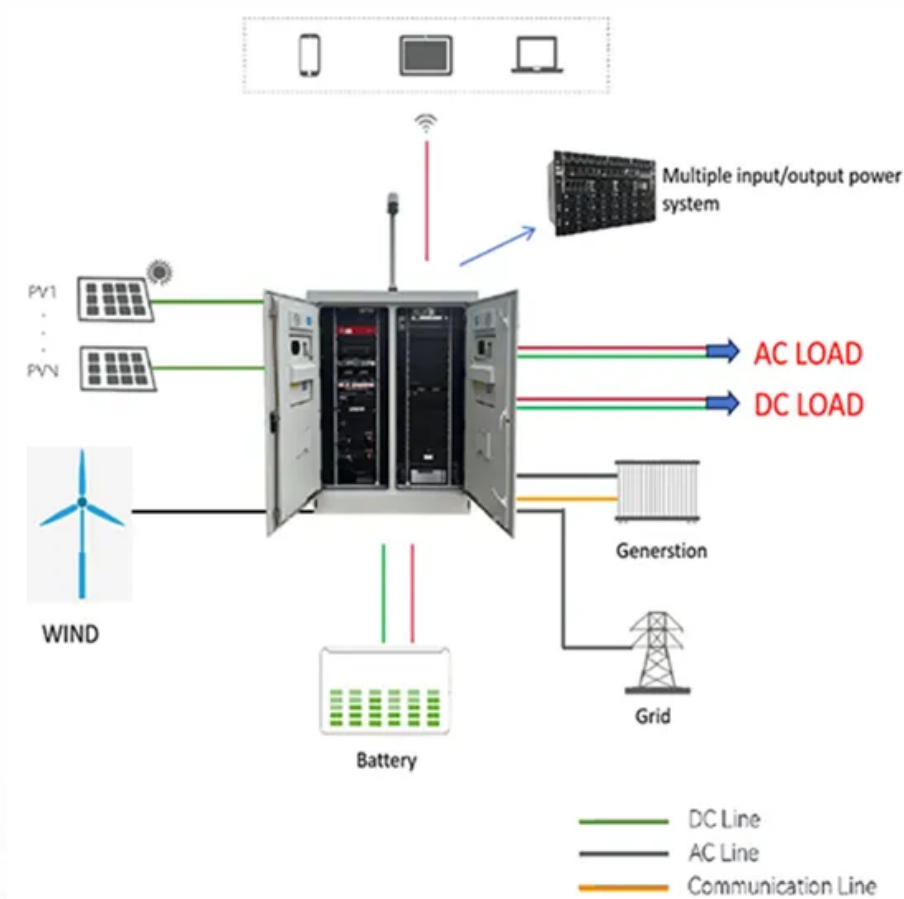 Multiple input/output power
system
PV1
PVN
AC LOAD
DC LOAD
WIND
Generstion
Grid
Battery
DC Line
AC Line
Communication Line